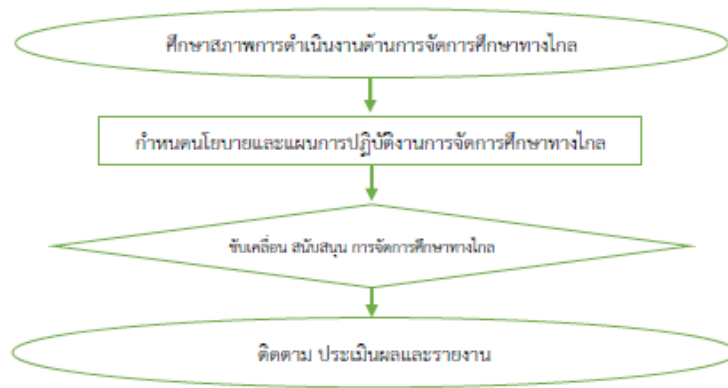 ศึกษาสภาพการดำเนินงานด้านการจัดการศึกษาทางไกล
กำหนดนโยบายและแผนการปฏิบัติงานการจัดการศึกษาทางไกล
ขับเคลื่อน สนับสนุน การจัดการศึกษาทางไกล
ติดตาม ประเมินผลและรายงาน